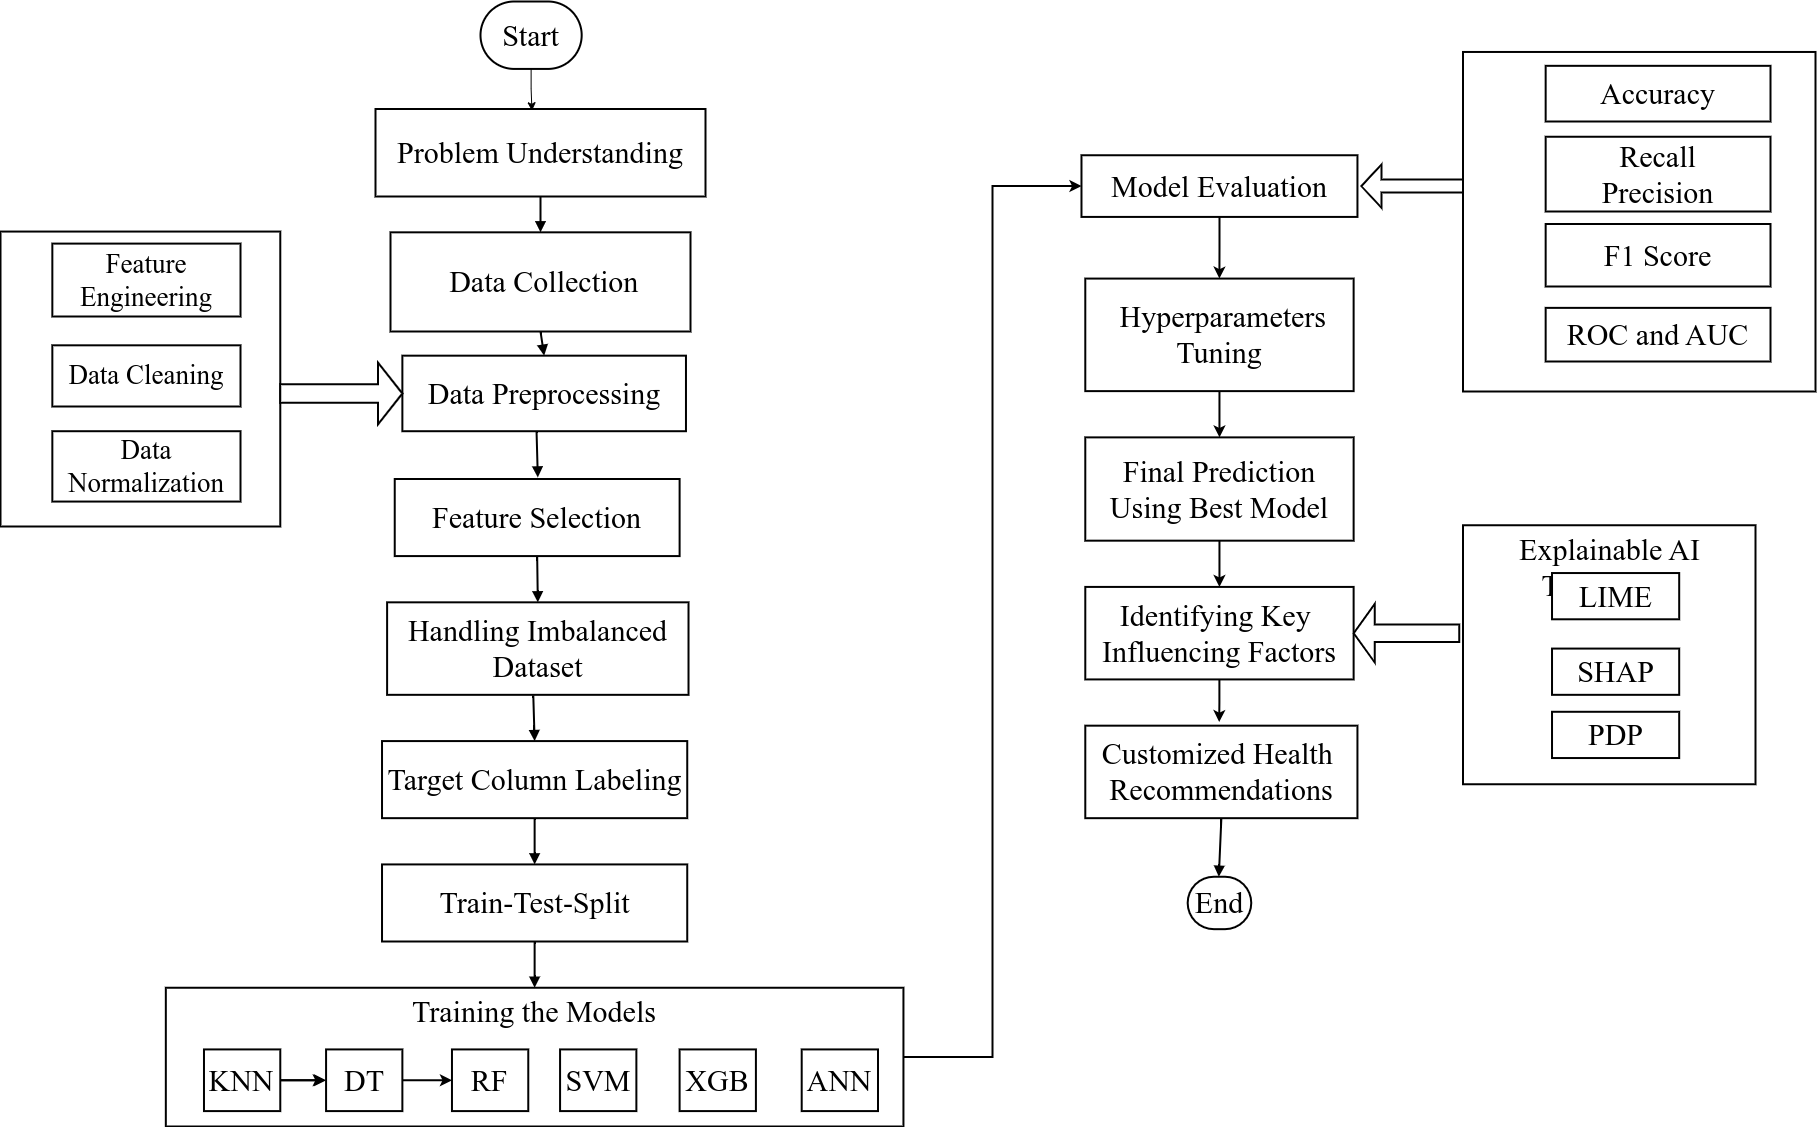 Start
Problem Understanding
Data Collection
Feature
Engineering
Data Cleaning
Data
Normalization
Data Preprocessing
Feature Selection
Handling Imbalanced
Dataset
Target Column Labeling
Train-Test-Split
Training the Models
KNN
DT
RF
SVM
XGB
ANN
Model Evaluation
Accuracy
Recall
Precision
F1 Score
ROC and AUC
Hyperparameters
Tuning
Final Prediction
Using Best Model
Identifying Key
Influencing Factors
Explainable AI
LIME
SHAP
PDP
Customized Health
Recommendations
End